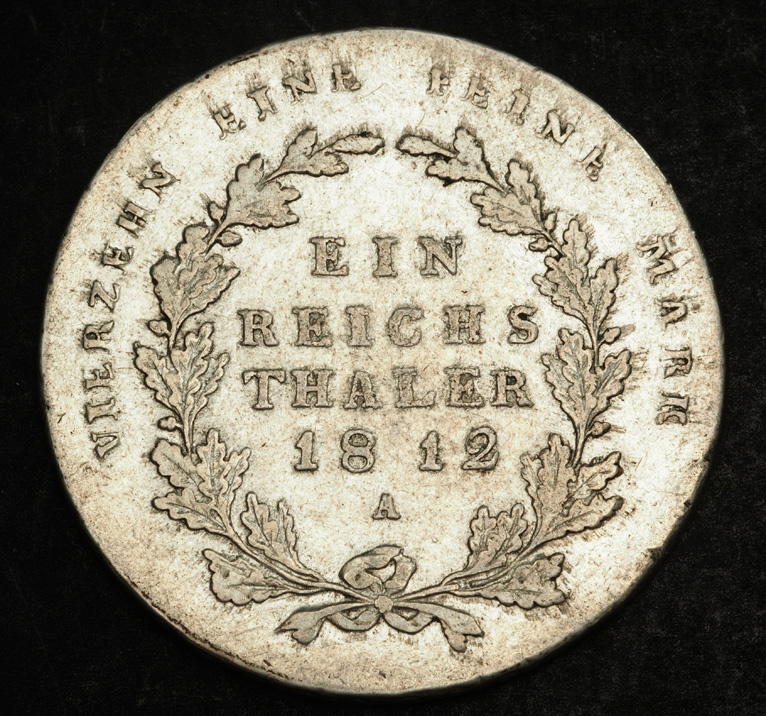 VIERZEHN EINE FEINE MARK
EIN
REICHS
THALER
1812
A